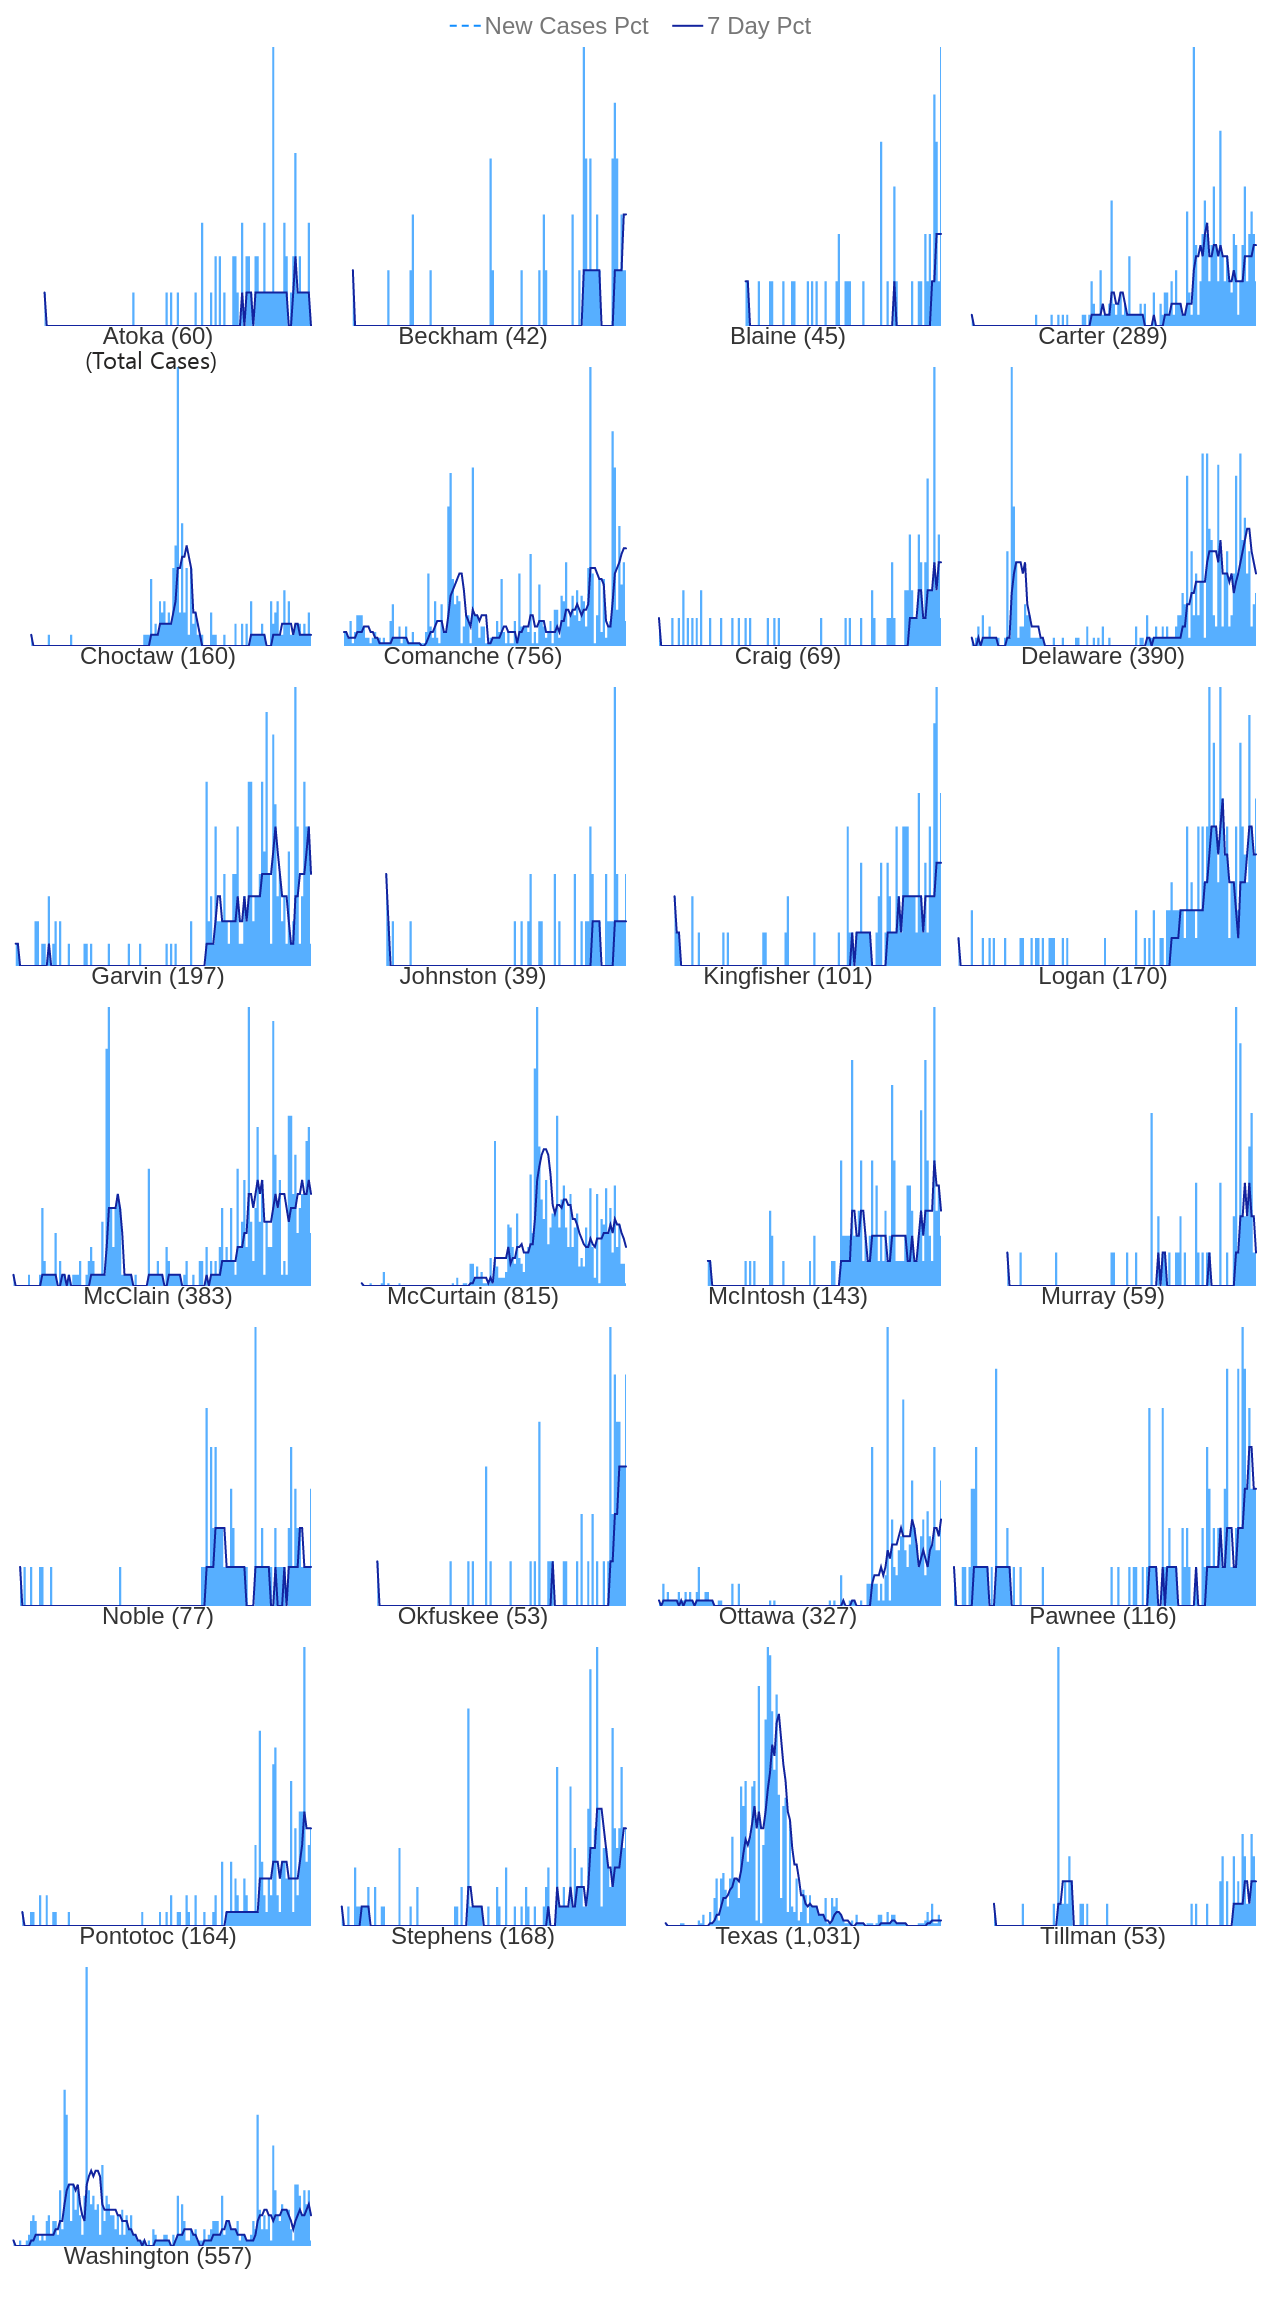 New Cases Pct 7 Day Pct
Atoka (60) Beckham (42) Blaine (45) Carter (289)
(Total Cases)
Choctaw (160) Comanche (756) Craig (69) Delaware (390)
Garvin (197) Johnston (39) Kingfisher (101) Logan (170)
McClain (383) McCurtain (815) McIntosh (143) Murray (59)
Noble (77) Okfuskee (53) Ottawa (327) Pawnee (116)
Pontotoc (164) Stephens (168) Texas (1,031) Tillman (53)
Washington (557)